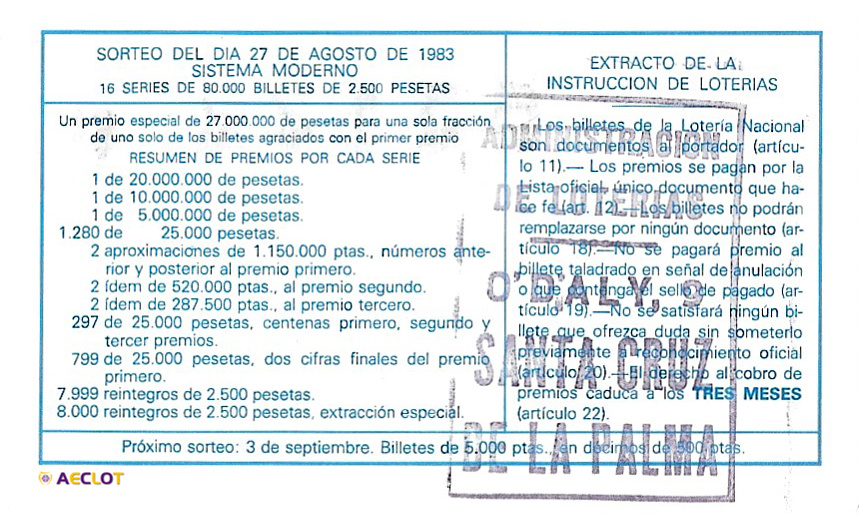 SORTEO DEL DIA 27 DE AGOSTO DE 1983
SISTEMA MODERNO
16 SERIES DE 80.000 BILLETES DE 2.500 PESETAS
Un premio especial de 27.000.000 de pesetas para una sola fracción
de uno solo de los billetes agraciados con el primer premio
RESUMEN DE PREMIOS POR CADA SERIE
1 de 20.000.000 de pesetas.
1 de 10.000.000 de pesetas.
1 de 5.000.000 de pesetas.
1.280 de 25.000 pesetas.
2 aproximaciones de 1.150.000 ptas., números ante-
rior y posterior al premio primero.
2 ídem de 520.000 ptas., al premio segundo.
2 ídem de 287.500 ptas., al premio tercero.
297 de 25.000 pesetas, centenas primero, segundo y
tercer premios.
799 de 25.000 pesetas, dos cifras finales del premio
primero.
7.999 reintegros de 2.500 pesetas.
8.000 reintegros de 2.500 pesetas, extracción especial.
EXTRACTO DE LA
INSTRUCCION DE LOTERIAS
Los billetes de la Lotería Nacional
son documentos al portador (artícu-
lo 11).— Los premios se pagan por la
Lista oficial, único documento que ha-
ce fe (art. 12).—Los billetes no podrán
remplazarse por ningún documento (ar-
tículo 18).—No se pagará premio al
billete taladrado en señal de anulación
o que contenga el sello de pagado (ar-
tículo 19).—No se satisfará ningún bi-
llete que ofrezca duda sin someterlo
previamente a reconocimiento oficial
(artículo 20).—El derecho al cobro de
premios caduca a los TRES MESES
(artículo 22).
Próximo sorteo: 3 de septiembre. Billetes de 5.000 ptas., en décimos de 500 ptas.
ADMINISTRACION
DE LOTERIAS
O'DALY, 9
SANTA CRUZ
DE LA PALMA
AECLOT